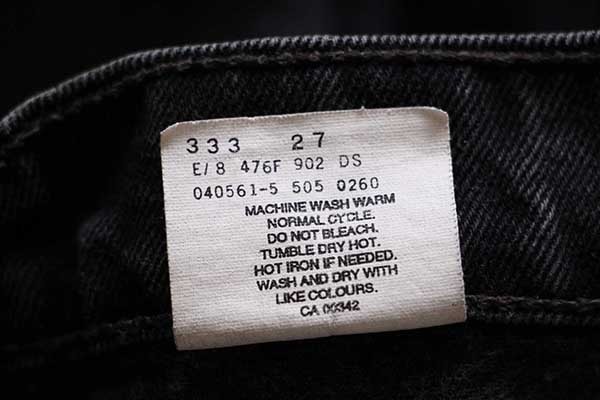 333 27
E/8 476F 902 DS
040561-5 505 0260
MACHINE WASH WARM
NORMAL CYCLE.
DO NOT BLEACH.
TUMBLE DRY HOT.
HOT IRON IF NEEDED.
WASH AND DRY WITH
LIKE COLOURS.
CA 00342